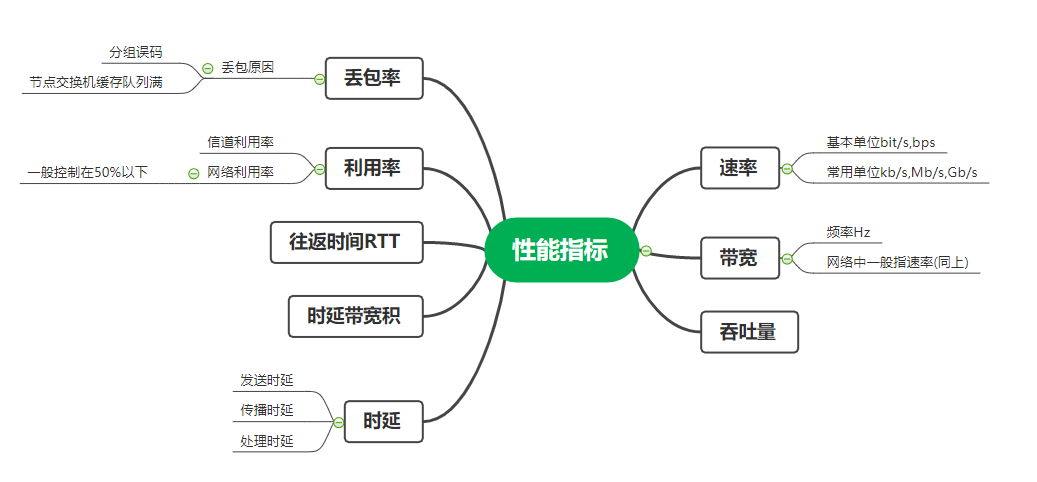 性能指标
速率
基本单位bit/s,bps
常用单位kb/s,Mb/s,Gb/s
带宽
频率Hz
网络中一般指速率(同上)
吞吐量
丢包率
丢包原因
分组误码
节点交换机缓存队列满
利用率
信道利用率
网络利用率
一般控制在50%以下
往返时间RTT
时延带宽积
时延
发送时延
传播时延
处理时延